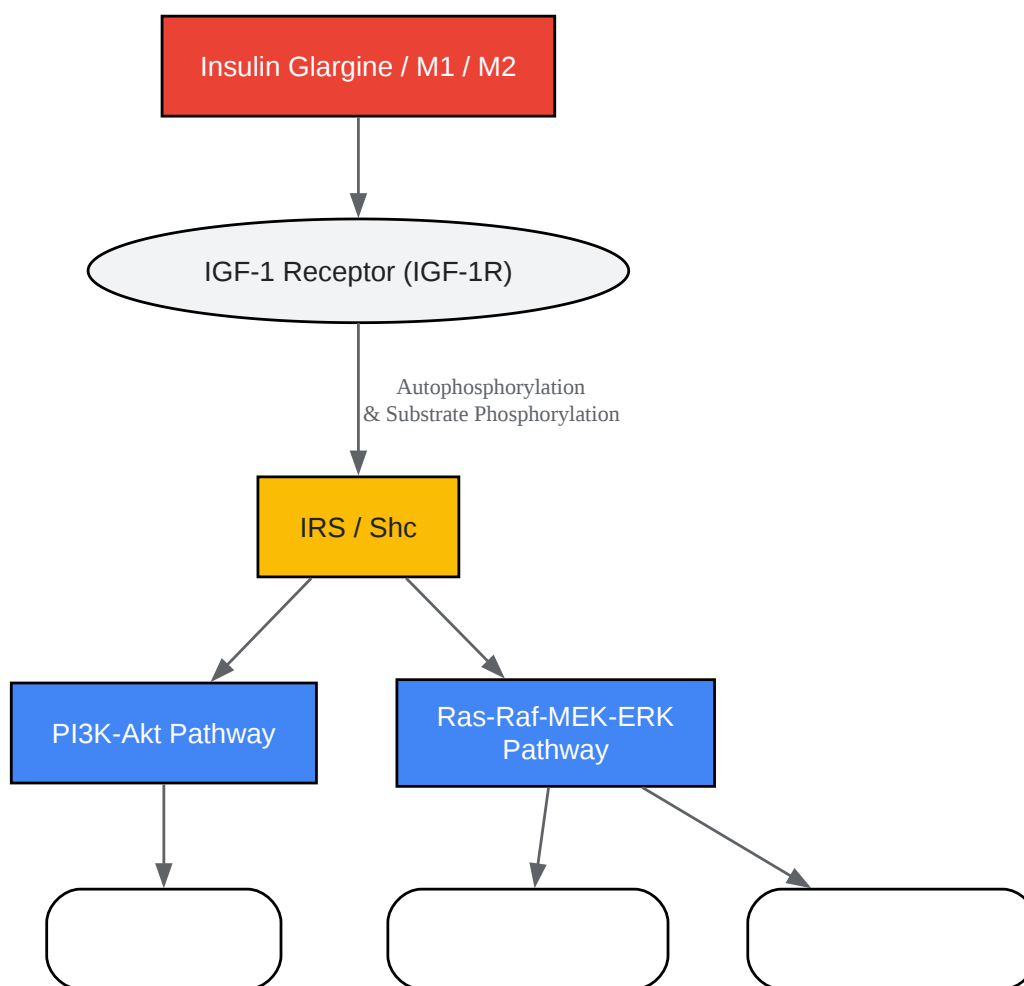 Insulin Glargine / M1 / M2
IGF-1 Receptor (IGF-1R)
Autophosphorylation
& Substrate Phosphorylation
IRS / Shc
PI3K-Akt Pathway
Ras-Raf-MEK-ERK
Pathway